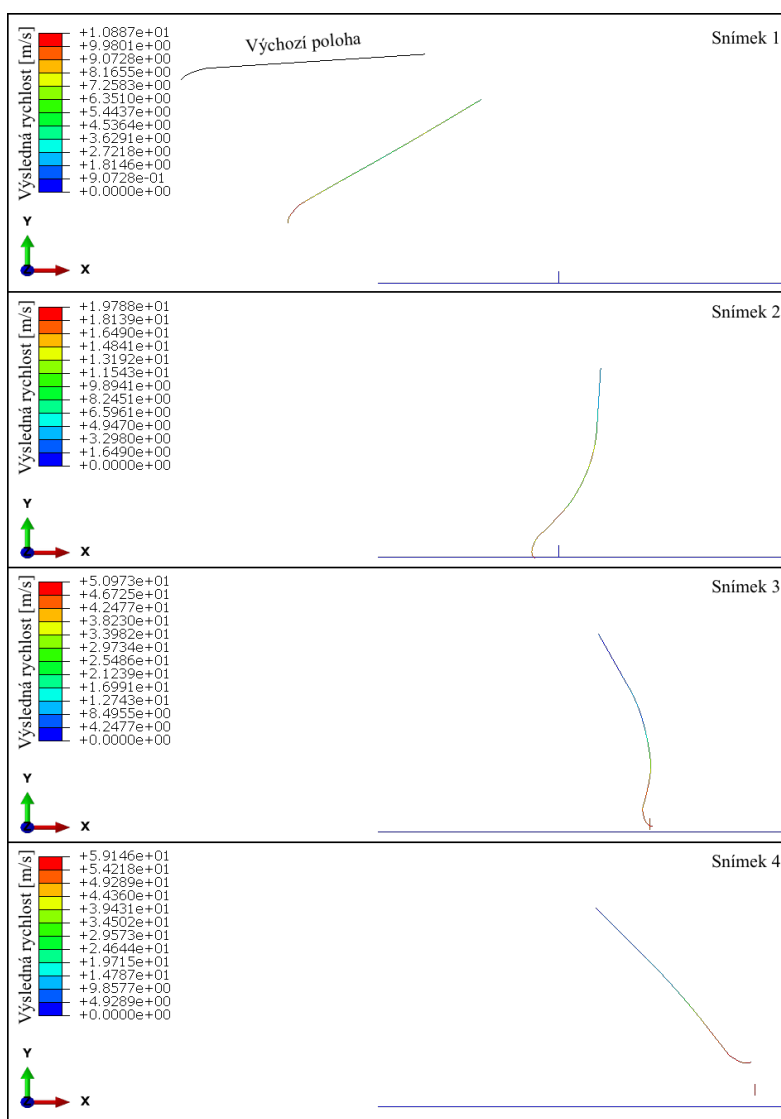 Výsledná rychlost [m/s]
+1.0887e+01
+9.9801e+00
+9.0728e+00
+8.1655e+00
+7.2583e+00
+6.3510e+00
+5.4437e+00
+4.5364e+00
+3.6291e+00
+2.7218e+00
+1.8146e+00
+9.0728e-01
+0.0000e+00
Výchozí poloha
Snímek 1
Y
Z
X
Výsledná rychlost [m/s]
+1.9788e+01
+1.8139e+01
+1.6490e+01
+1.4841e+01
+1.3192e+01
+1.1543e+01
+9.8941e+00
+8.2451e+00
+6.5961e+00
+4.9470e+00
+3.2980e+00
+1.6490e+00
+0.0000e+00
Snímek 2
Y
Z
X
Výsledná rychlost [m/s]
+5.0973e+01
+4.6725e+01
+4.2477e+01
+3.8230e+01
+3.3982e+01
+2.9734e+01
+2.5486e+01
+2.1239e+01
+1.6991e+01
+1.2743e+01
+8.4955e+00
+4.2477e+00
+0.0000e+00
Snímek 3
Y
Z
X
Výsledná rychlost [m/s]
+5.9146e+01
+5.4218e+01
+4.9289e+01
+4.4360e+01
+3.9431e+01
+3.4502e+01
+2.9573e+01
+2.4644e+01
+1.9715e+01
+1.4787e+01
+9.8577e+00
+4.9289e+00
+0.0000e+00
Snímek 4
Y
Z
X